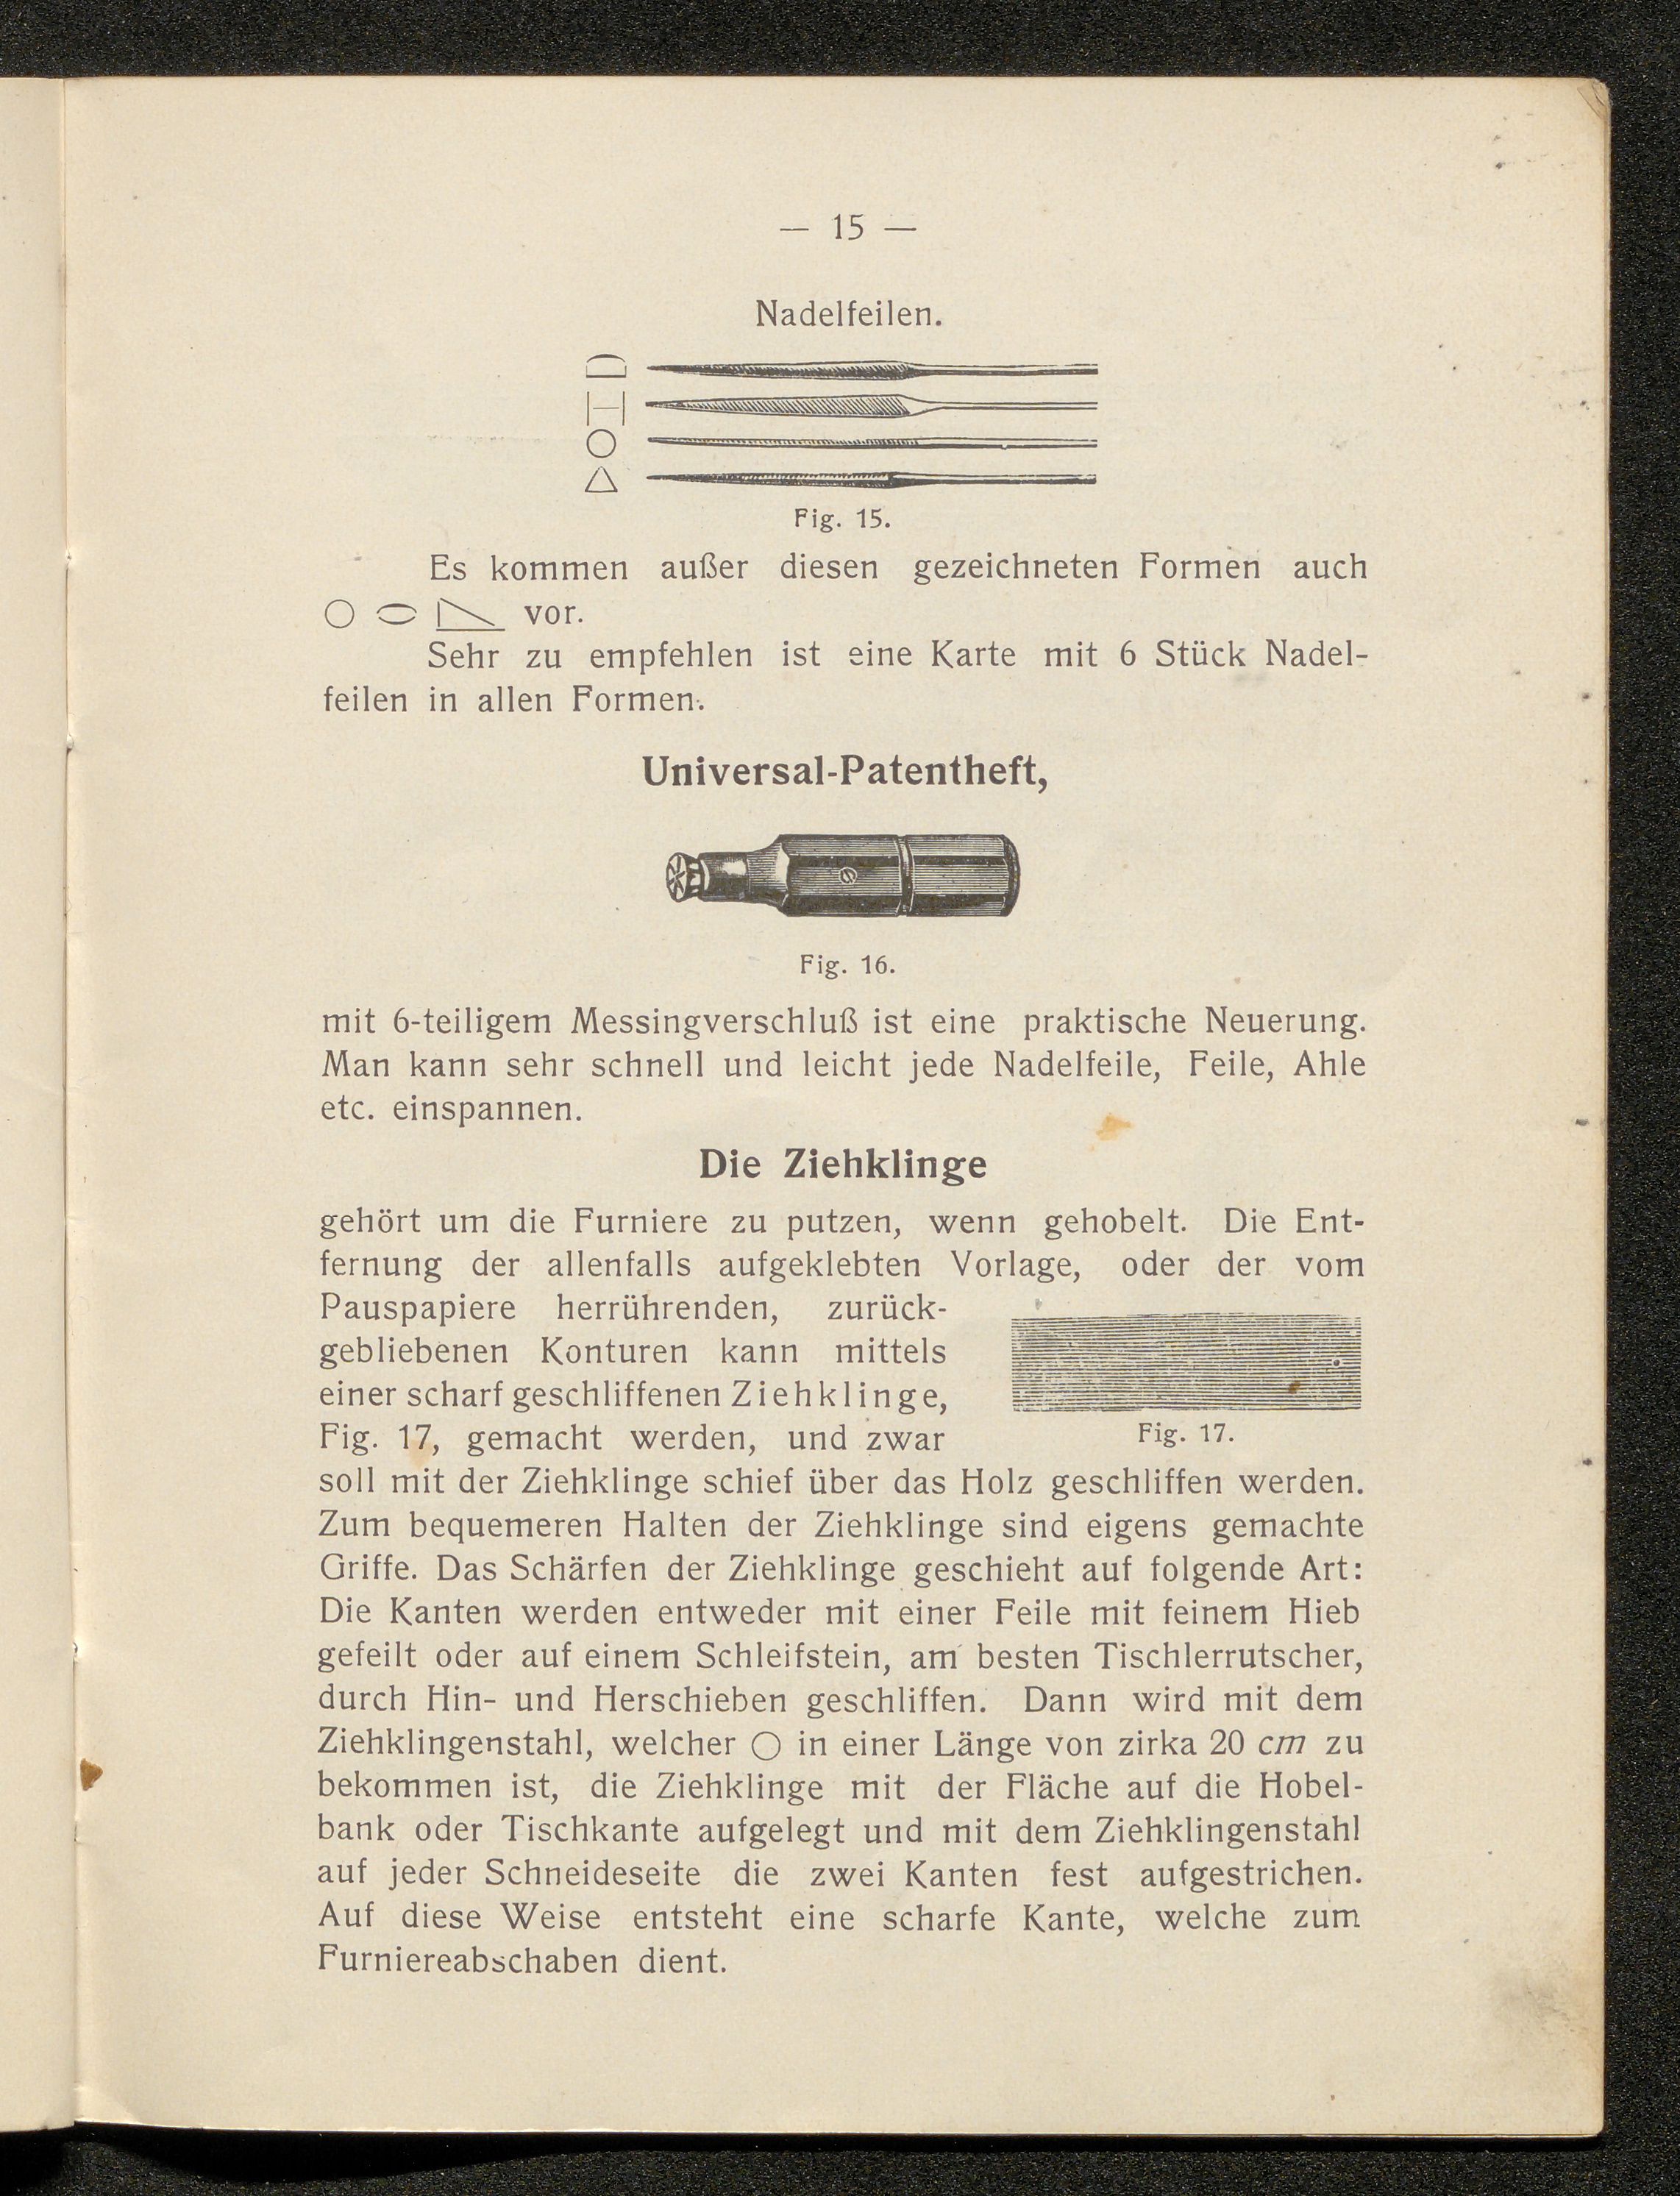 — 15 —
Nadelfeilen.
Fig. 15.
Es kommen außer diesen gezeichneten Formen auch
vor.
Sehr zu empfehlen ist eine Karte mit 6 Stück Nadel-
feilen in allen Formen.
Universal-Patentheft,
Fig. 16.
mit 6-teiligem Messingverschluß ist eine praktische Neuerung.
Man kann sehr schnell und leicht jede Nadelfeile, Feile, Ahle
etc. einspannen.
Die Ziehklinge
gehört um die Furniere zu putzen, wenn gehobelt. Die Ent-
fernung der allenfalls aufgeklebten Vorlage, oder der vom
Pauspapiere herrührenden, zurück-
gebliebenen Konturen kann mittels
einer scharf geschliffenen Ziehklinge,
Fig. 17, gemacht werden, und zwar
Fig. 17.
soll mit der Ziehklinge schief über das Holz geschliffen werden.
Zum bequemeren Halten der Ziehklinge sind eigens gemachte
Griffe. Das Schärfen der Ziehklinge geschieht auf folgende Art:
Die Kanten werden entweder mit einer Feile mit feinem Hieb
gefeilt oder auf einem Schleifstein, am besten Tischlerrutscher,
durch Hin- und Herschieben geschliffen. Dann wird mit dem
Ziehklingenstahl, welcher ○ in einer Länge von zirka 20 cm zu
bekommen ist, die Ziehklinge mit der Fläche auf die Hobel-
bank oder Tischkante aufgelegt und mit dem Ziehklingenstahl
auf jeder Schneideseite die zwei Kanten fest aufgestrichen.
Auf diese Weise entsteht eine scharfe Kante, welche zum
Furniereabschaben dient.